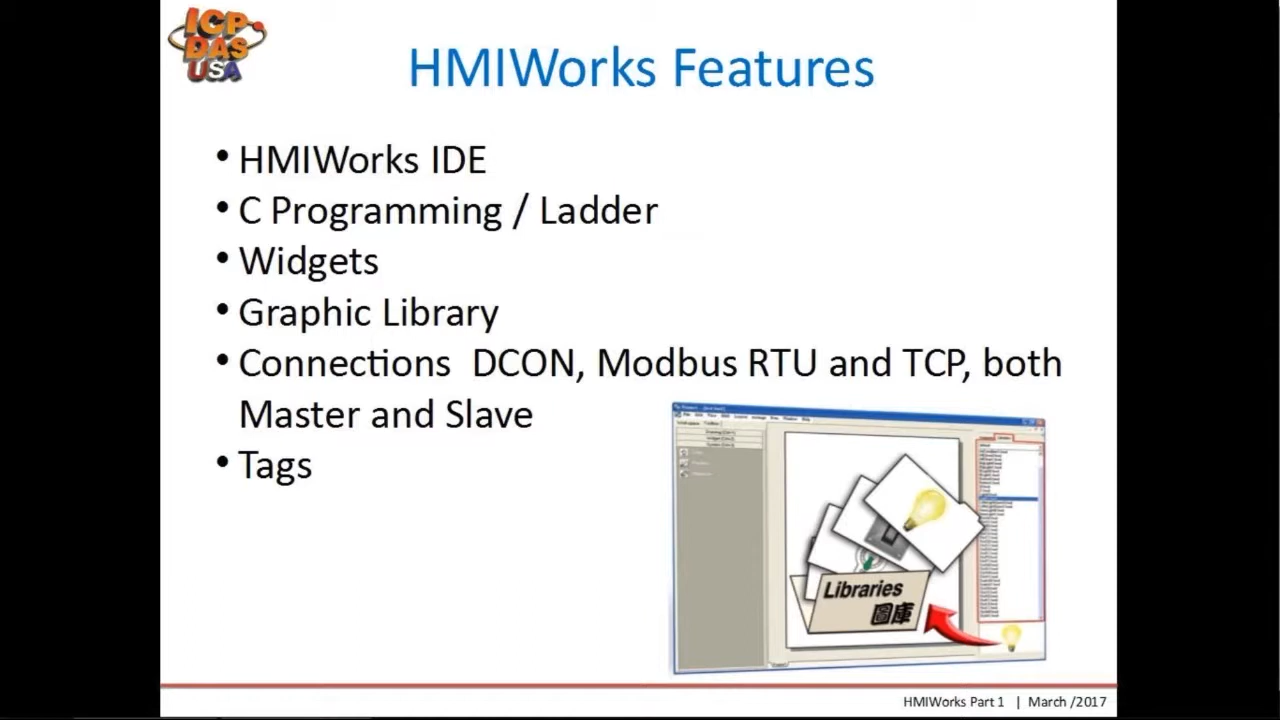 ICP
DAS
USA
HMIWorks Features
• HMIWorks IDE
• C Programming / Ladder
• Widgets
• Graphic Library
• Connections  DCON, Modbus RTU and TCP, both
Master and Slave
• Tags
Libraries
圖庫
HMIWorks Part 1 | March /2017